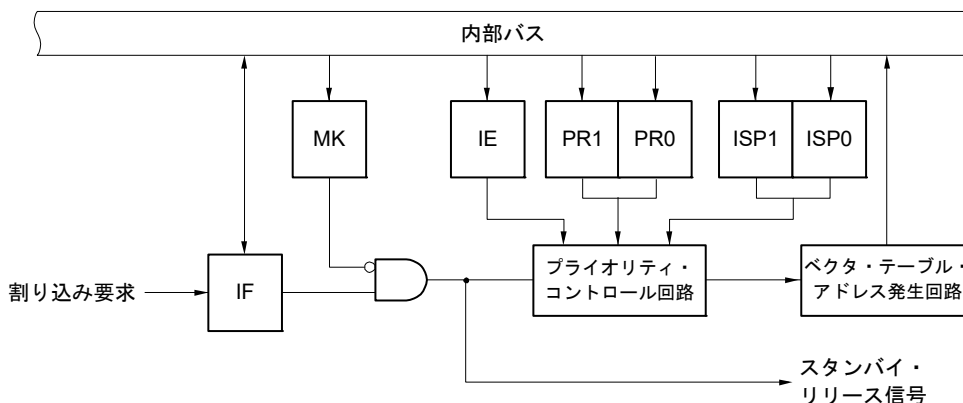 内部バス
MK
IE
PR1
PR0
ISP1
ISP0
割り込み要求
IF
プライオリティ・
コントロール回路
ベクタ・テーブル・
アドレス発生回路
スタンバイ・
リリース信号